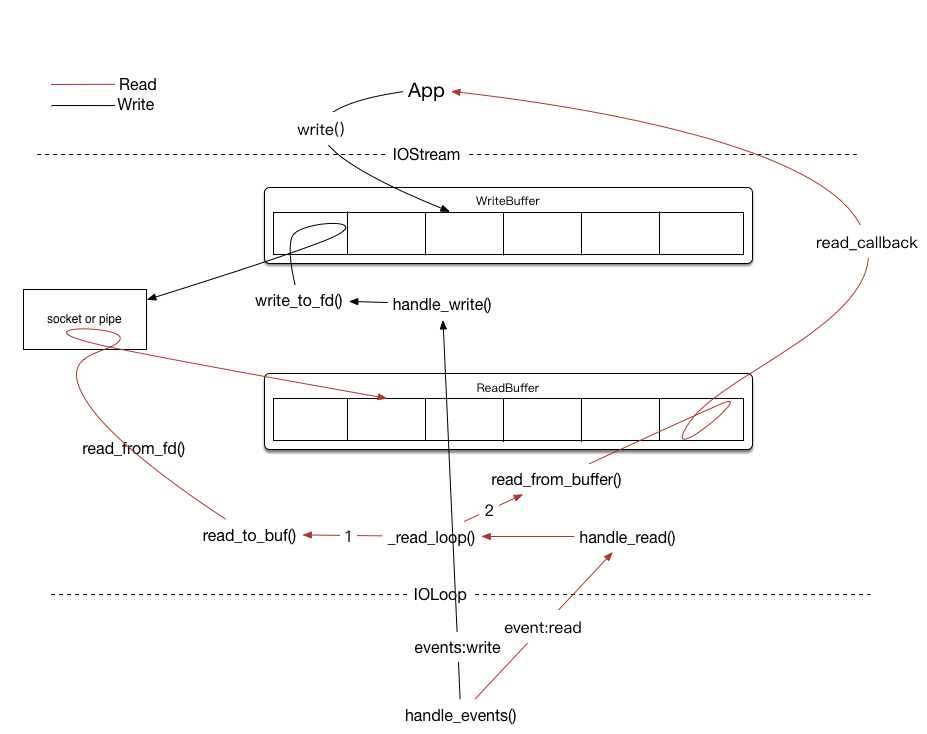 Read
App
Write
write()
IOStream
WriteBuffer
read_callback
write_to_fd()
handle_write()
socket or pipe
ReadBuffer
read_from_fd()
read_from_buffer()
2
read_to_buf()
1
_read_loop()
handle_read()
IOLoop
event:read
events:write
handle_events()